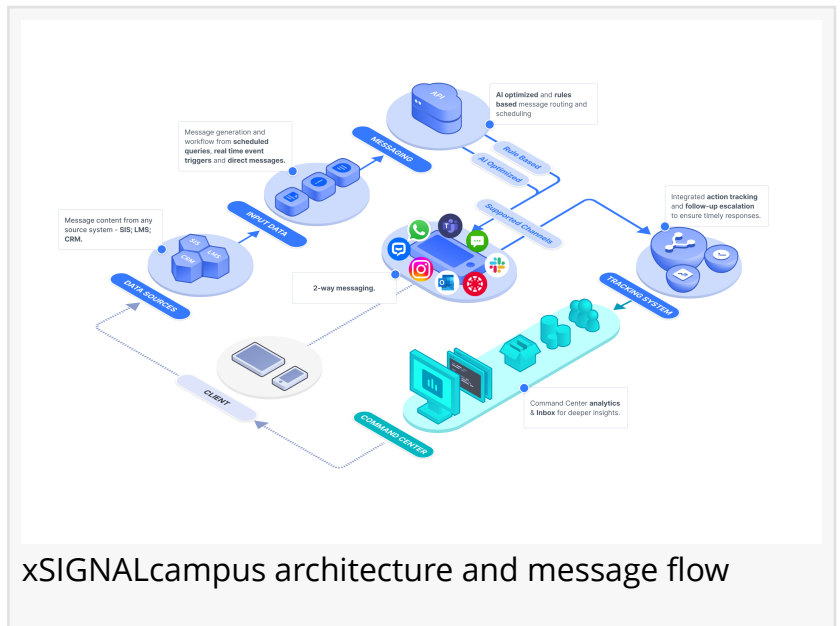 API
AI optimized and rules
based message routing and
scheduling
MESSAGING
Rule Based
AI Optimized
Message generation and
workflow from scheduled
queries, real time event
triggers and direct messages.
INPUT DATA
Supported Channels
Integrated action tracking
and follow-up escalation
to ensure timely responses.
Message content from any
source system - SIS; LMS;
CRM.
SIS
LMS
CRM
DATA SOURCES
2-way messaging.
TRACKING SYSTEM
CLIENT
Command Center analytics
& Inbox for deeper insights.
COMMAND CENTER
xSIGNALcampus architecture and message flow